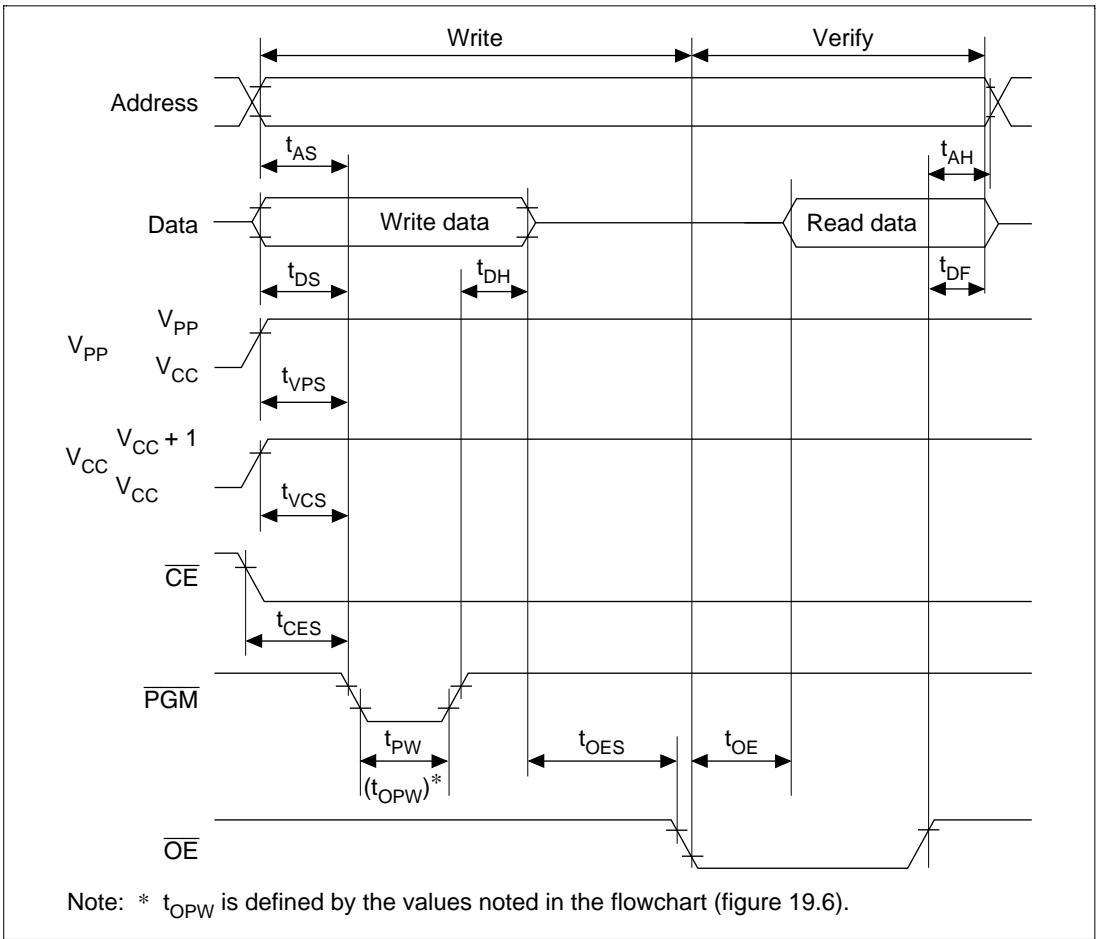 Write Verify
Address
tAS tAH
Data Write data Read data
tDS tDH tDF
VPP
VPP
VCC
tVPS
VCC + 1
VCC
VCC
tVCS
CE
tCES
PGM
tPW tOES tOE
(tOPW)*
OE
Note: * tOPW is defined by the values noted in the flowchart (figure 19.6).